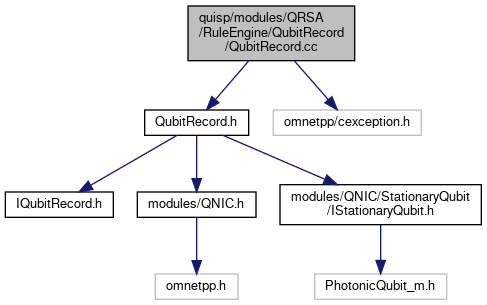 quisp/modules/QRSA
/RuleEngine/QubitRecord
/QubitRecord.cc
QubitRecord.h
omnetpp/cexception.h
IQubitRecord.h
modules/QNIC.h
modules/QNIC/StationaryQubit
/IStationaryQubit.h
omnetpp.h
PhotonicQubit_m.h